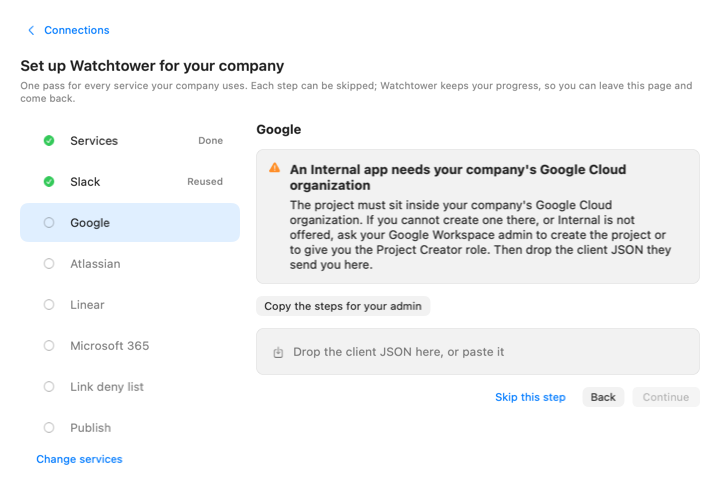 Connections
Set up Watchtower for your company
One pass for every service your company uses. Each step can be skipped; Watchtower keeps your progress, so you can leave this page and
come back.
Services Done
Slack Reused
Google
Atlassian
Linear
Microsoft 365
Link deny list
Publish
Change services
Google
An Internal app needs your company's Google Cloud
organization
The project must sit inside your company's Google Cloud
organization. If you cannot create one there, or Internal is not
offered, ask your Google Workspace admin to create the project or
to give you the Project Creator role. Then drop the client JSON they
send you here.
Copy the steps for your admin
Drop the client JSON here, or paste it
Skip this step Back Continue